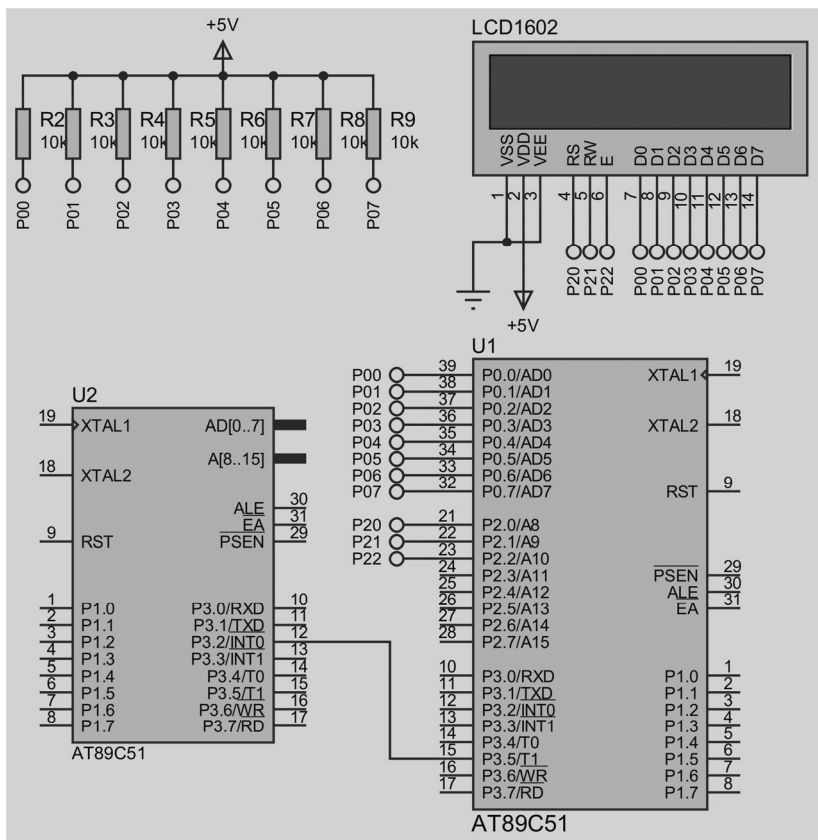 +5V
R2 R3 R4 R5 R6 R7 R8 R9
10k 10k 10k 10k 10k 10k 10k 10k
P00 P01 P02 P03 P04 P05 P06 P07
LCD1602
VSS VDD VEE RS RW E D0 D1 D2 D3 D4 D5 D6 D7
1 2 3 4 5 6 7 8 9 10 11 12 13 14
P20 P21 P22 P00 P01 P02 P03 P04 P05 P06 P07
+5V
U2
19 XTAL1 AD[0..7]
18 XTAL2 A[8..15]
ALE 30
EA 31
9 RST PSEN 29
1 P1.0 P3.0/RXD 10
2 P1.1 P3.1/TXD 11
3 P1.2 P3.2/INT0 12
4 P1.3 P3.3/INT1 13
5 P1.4 P3.4/T0 14
6 P1.5 P3.5/T1 15
7 P1.6 P3.6/WR 16
8 P1.7 P3.7/RD 17
AT89C51
U1
P00 39 P0.0/AD0 XTAL1 19
P01 38 P0.1/AD1
P02 37 P0.2/AD2
P03 36 P0.3/AD3 XTAL2 18
P04 35 P0.4/AD4
P05 34 P0.5/AD5
P06 33 P0.6/AD6
P07 32 P0.7/AD7 RST 9
P20 21 P2.0/A8
P21 22 P2.1/A9
P22 23 P2.2/A10
24 P2.3/A11 PSEN 29
25 P2.4/A12 ALE 30
26 P2.5/A13 EA 31
27 P2.6/A14
28 P2.7/A15
10 P3.0/RXD P1.0 1
11 P3.1/TXD P1.1 2
12 P3.2/INT0 P1.2 3
13 P3.3/INT1 P1.3 4
14 P3.4/T0 P1.4 5
15 P3.5/T1 P1.5 6
16 P3.6/WR P1.6 7
17 P3.7/RD P1.7 8
AT89C51